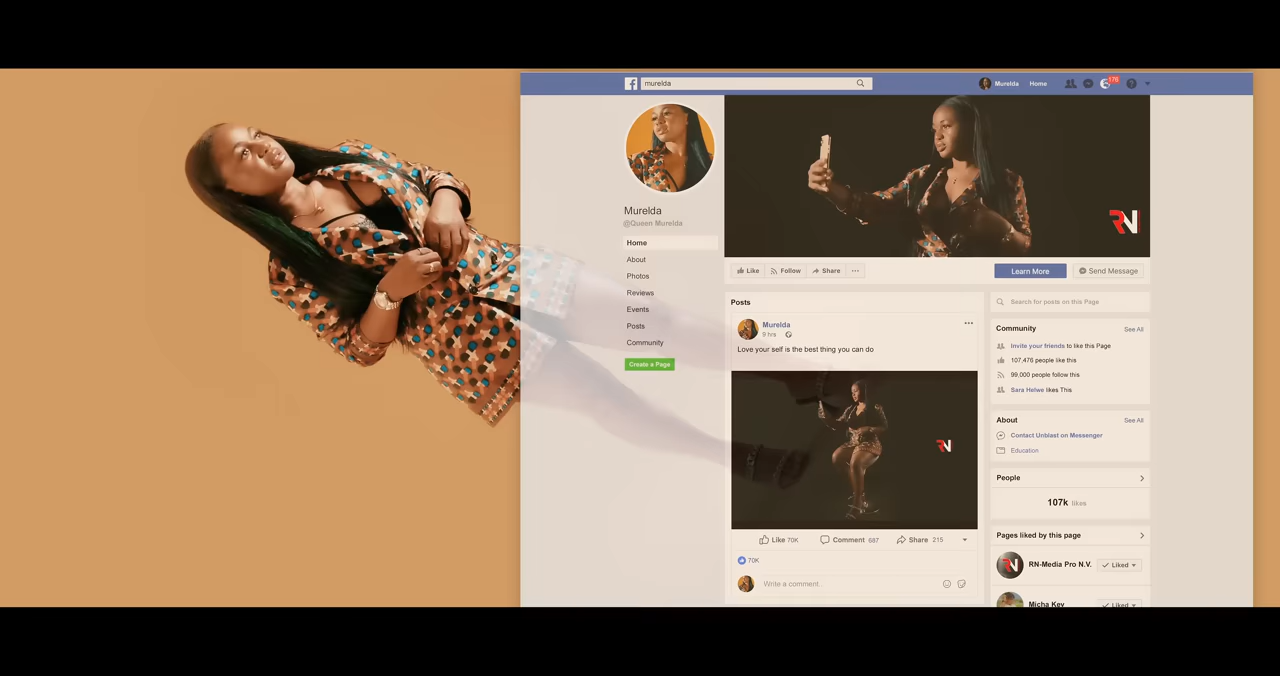 murelda
Murelda
Home
176
Murelda
@Queen Murelda
Home
About
Photos
Reviews
Events
Posts
Community
Create a Page
RN
Like
Follow
Share
Learn More
Send Message
Posts
Murelda
9 hrs
Love your self is the best thing you can do
RN
Like 70K
Comment 687
Share 215
70K
Write a comment...
Search for posts on this Page
Community
See All
Invite your friends to like this Page
107,476 people like this
99,000 people follow this
Sara Helwe likes This
About
See All
Contact Unblast on Messenger
Education
People
107k likes
Pages liked by this page
RN
RN-Media Pro N.V.
Liked
Micha Key
Liked